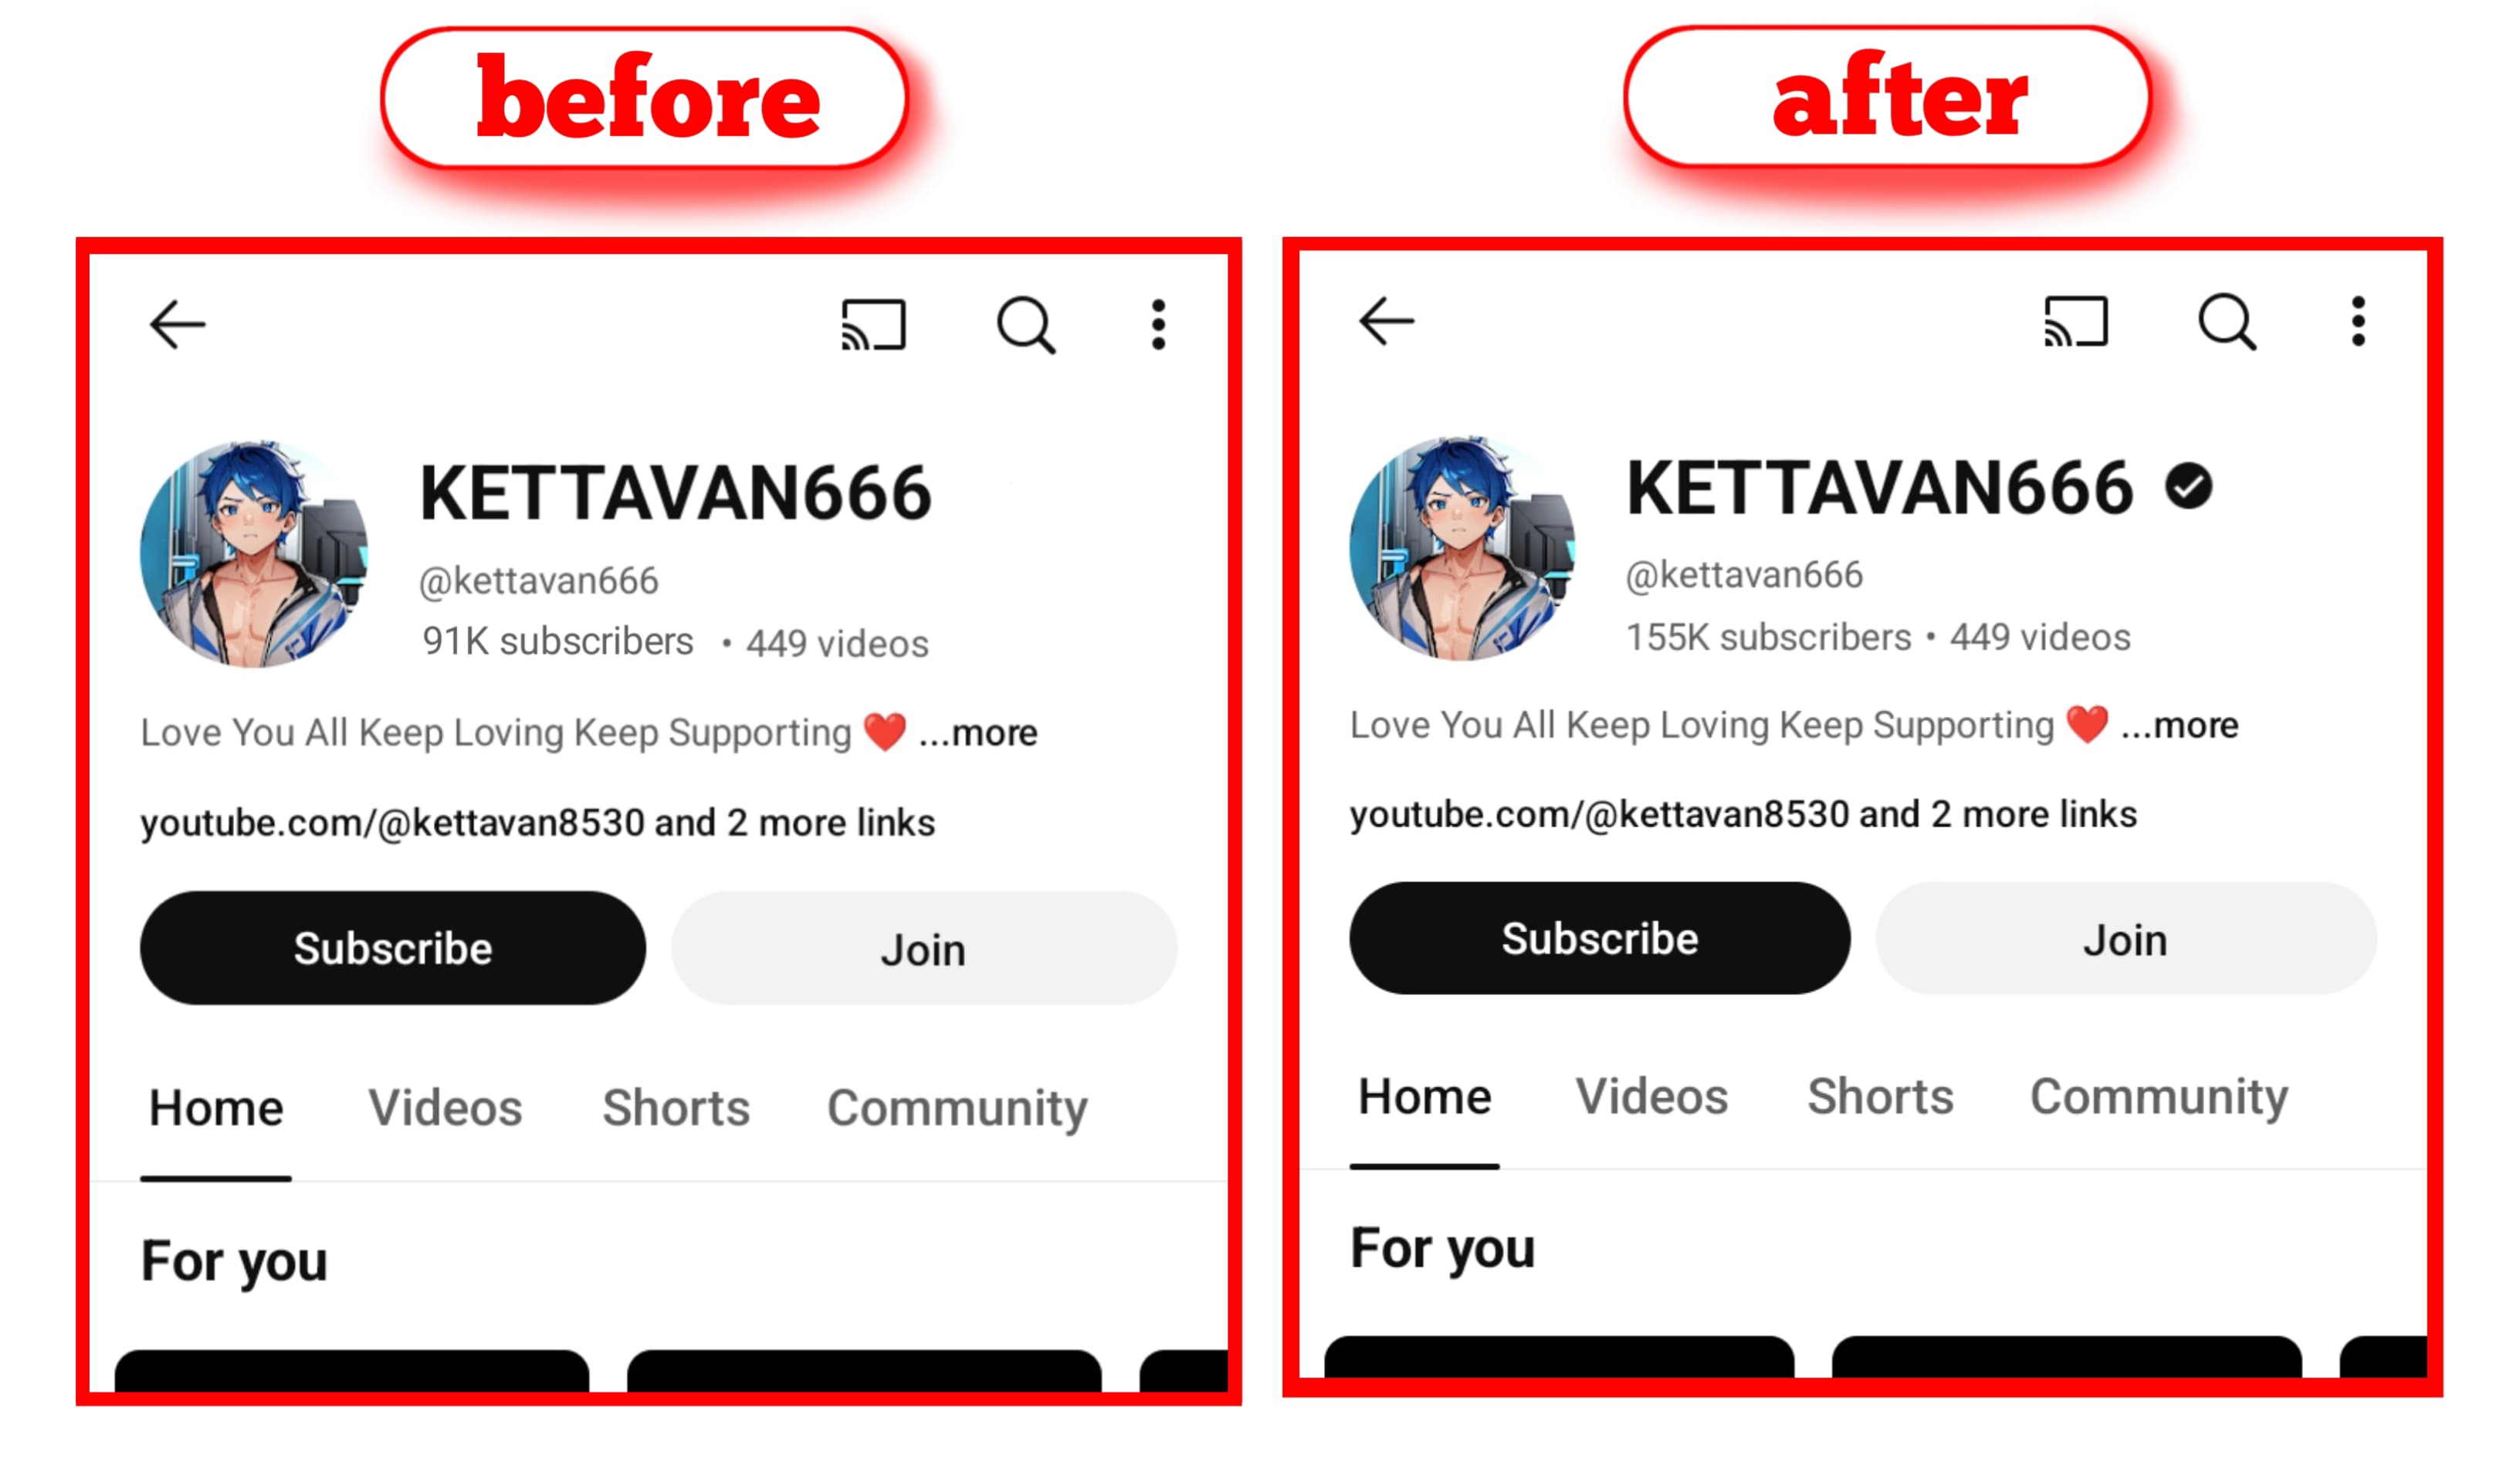 before
KETTAVAN666
@kettavan666
91K subscribers • 449 videos
Love You All Keep Loving Keep Supporting ❤️ ...more
youtube.com/@kettavan8530 and 2 more links
Subscribe
Join
Home Videos Shorts Community
For you
after
KETTAVAN666
@kettavan666
155K subscribers • 449 videos
Love You All Keep Loving Keep Supporting ❤️ ...more
youtube.com/@kettavan8530 and 2 more links
Subscribe
Join
Home Videos Shorts Community
For you